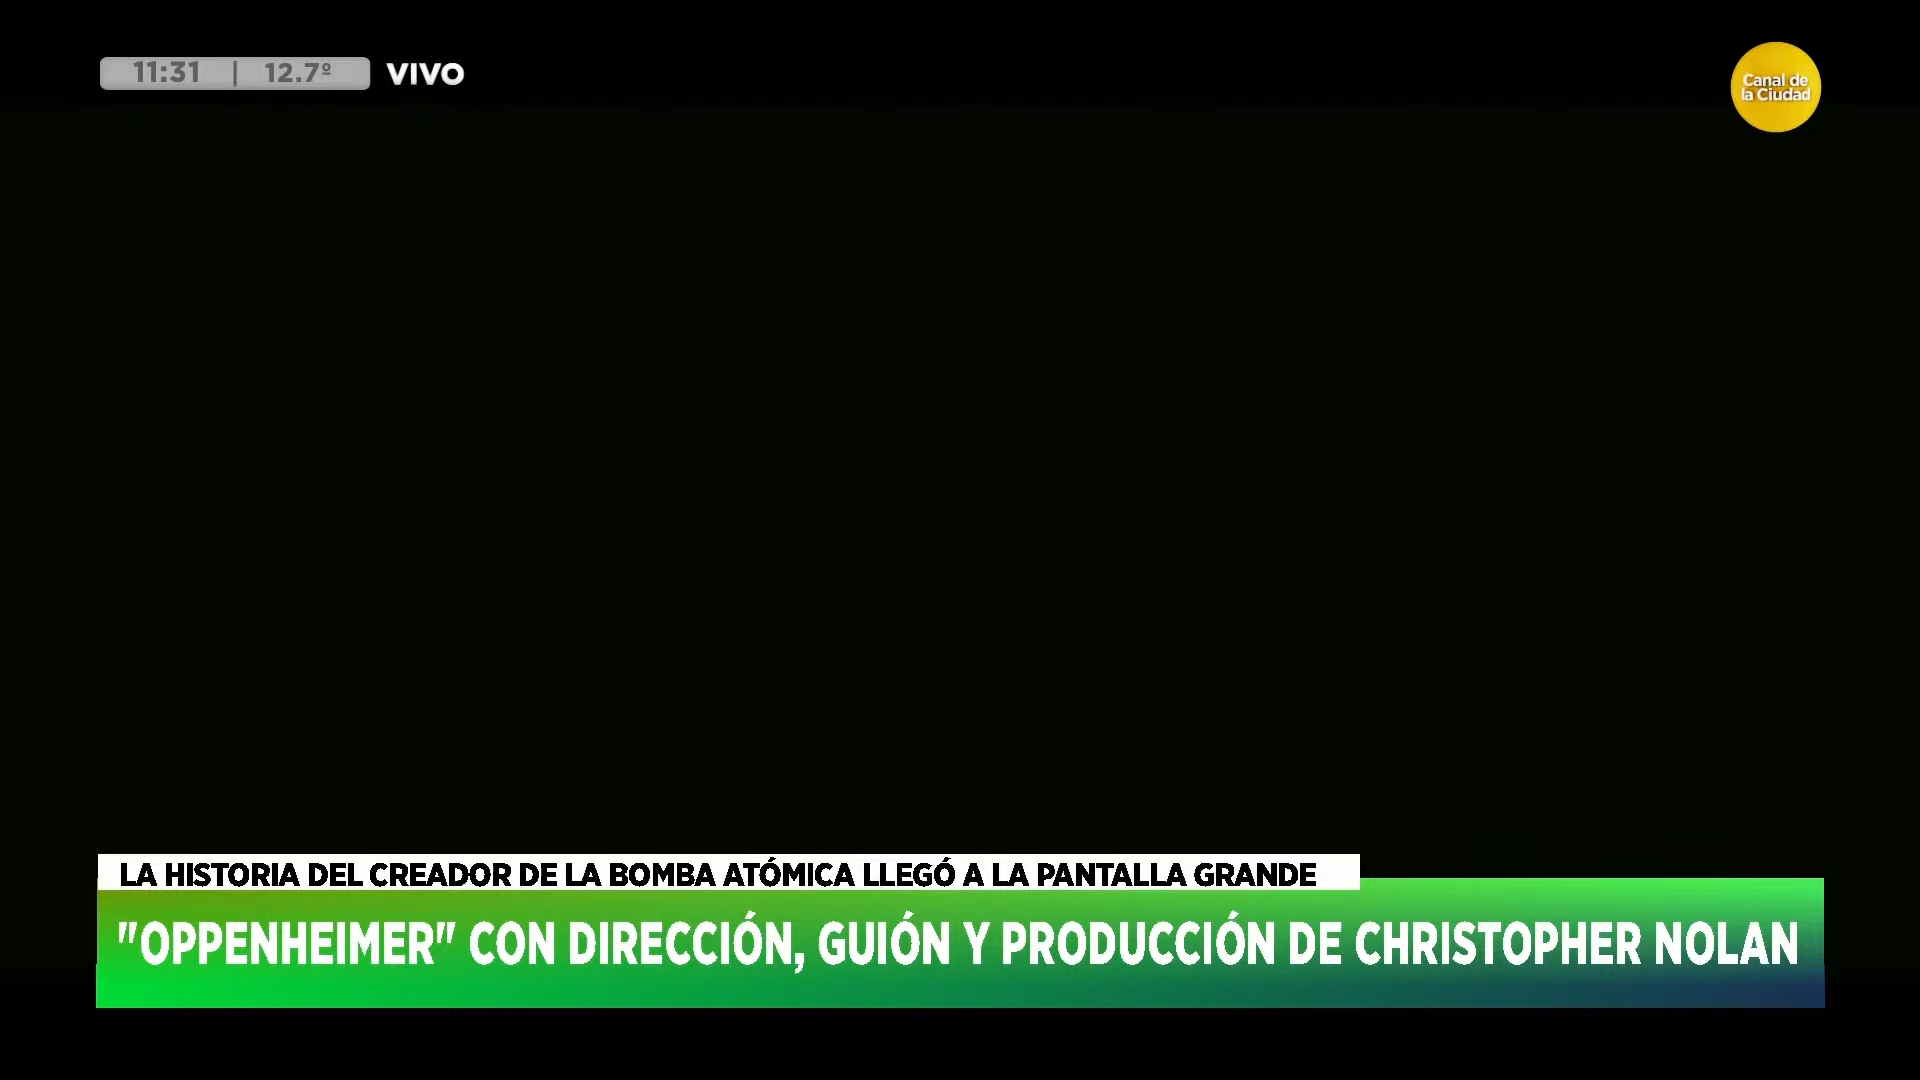 11:31 | 12.7º VIVO
Canal de
la Ciudad
LA HISTORIA DEL CREADOR DE LA BOMBA ATÓMICA LLEGÓ A LA PANTALLA GRANDE
"OPPENHEIMER" CON DIRECCIÓN, GUIÓN Y PRODUCCIÓN DE CHRISTOPHER NOLAN